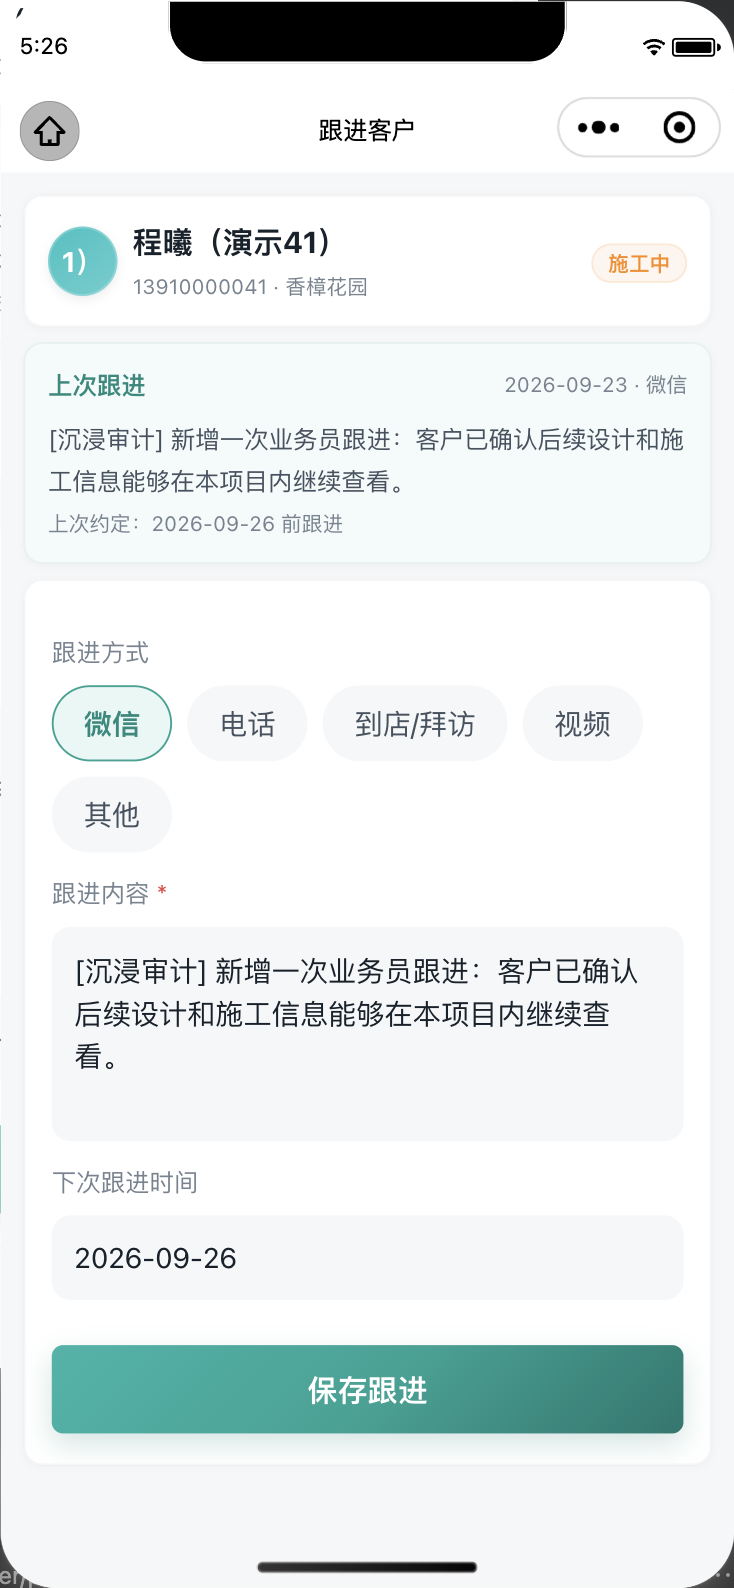 5:26
跟进客户
1）
程曦（演示41）
13910000041 · 香樟花园
施工中
上次跟进
2026-09-23 · 微信
[沉浸审计] 新增一次业务员跟进：客户已确认后续设计和施
工信息能够在本项目内继续查看。
上次约定：2026-09-26 前跟进
跟进方式
微信
电话
到店/拜访
视频
其他
跟进内容 *
[沉浸审计] 新增一次业务员跟进：客户已确认
后续设计和施工信息能够在本项目内继续查
看。
下次跟进时间
2026-09-26
保存跟进